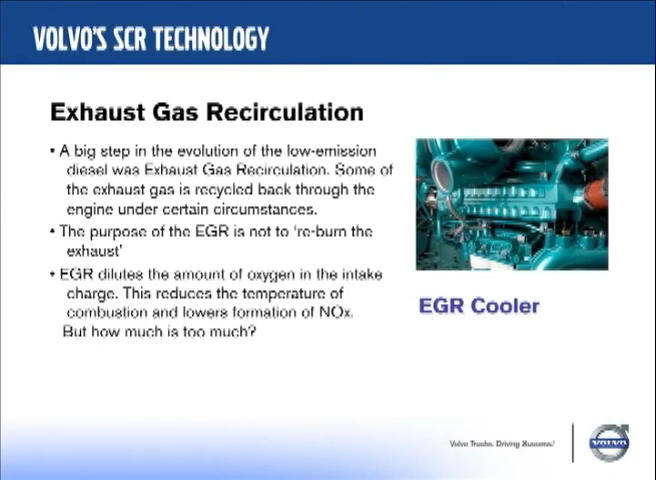 VOLVO'S SCR TECHNOLOGY
Exhaust Gas Recirculation
• A big step in the evolution of the low-emission
diesel was Exhaust Gas Recirculation. Some of
the exhaust gas is recycled back through the
engine under certain circumstances.
• The purpose of the EGR is not to 're-burn the
exhaust'
• EGR dilutes the amount of oxygen in the intake
charge. This reduces the temperature of
combustion and lowers formation of NOx.
But how much is too much?
EGR Cooler
Volvo Trucks. Driving
VOLVO